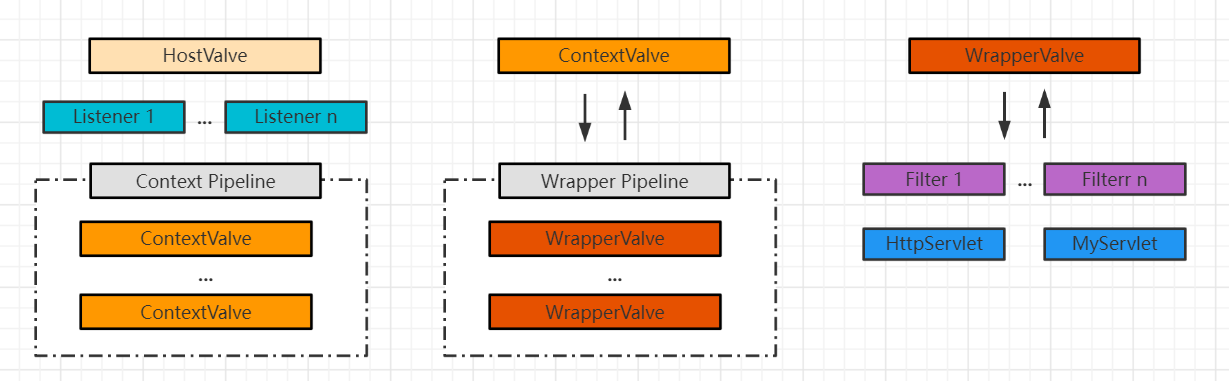 HostValve
Listener 1 ... Listener n
Context Pipeline
ContextValve
...
ContextValve
ContextValve
Wrapper Pipeline
WrapperValve
...
WrapperValve
WrapperValve
Filter 1 ... Filterr n
HttpServlet MyServlet